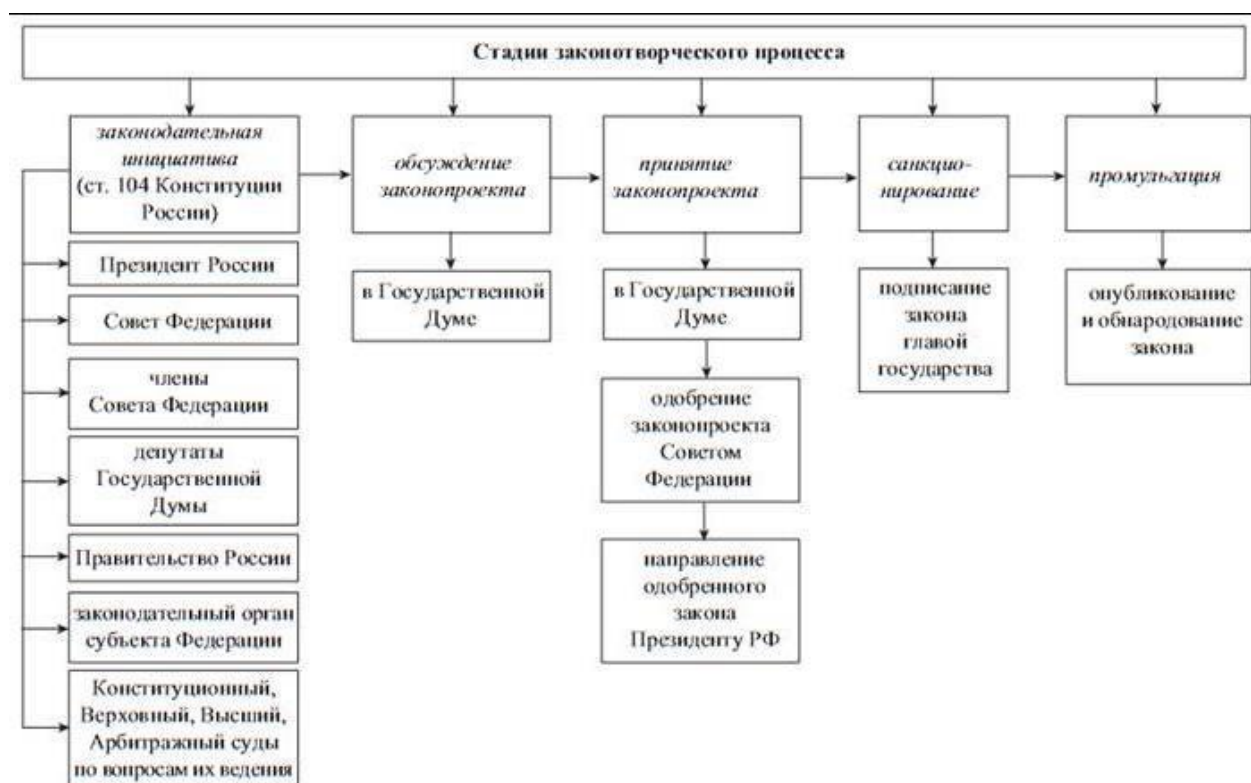 Стадии законотворческого процесса
законодательная
инициатива
(ст. 104 Конституции
России)
обсуждение
законопроекта
принятие
законопроекта
санкцио-
нирование
промульгация
Президент России
Совет Федерации
члены
Совета Федерации
депутаты
Государственной
Думы
Правительство России
законодательный орган
субъекта Федерации
Конституционный,
Верховный, Высший,
Арбитражный суды
по вопросам их ведения
в Государственной
Думе
в Государственной
Думе
одобрение
законопроекта
Советом
Федерации
направление
одобренного
закона
Президенту РФ
подписание
закона
главой
государства
опубликование
и обнародование
закона